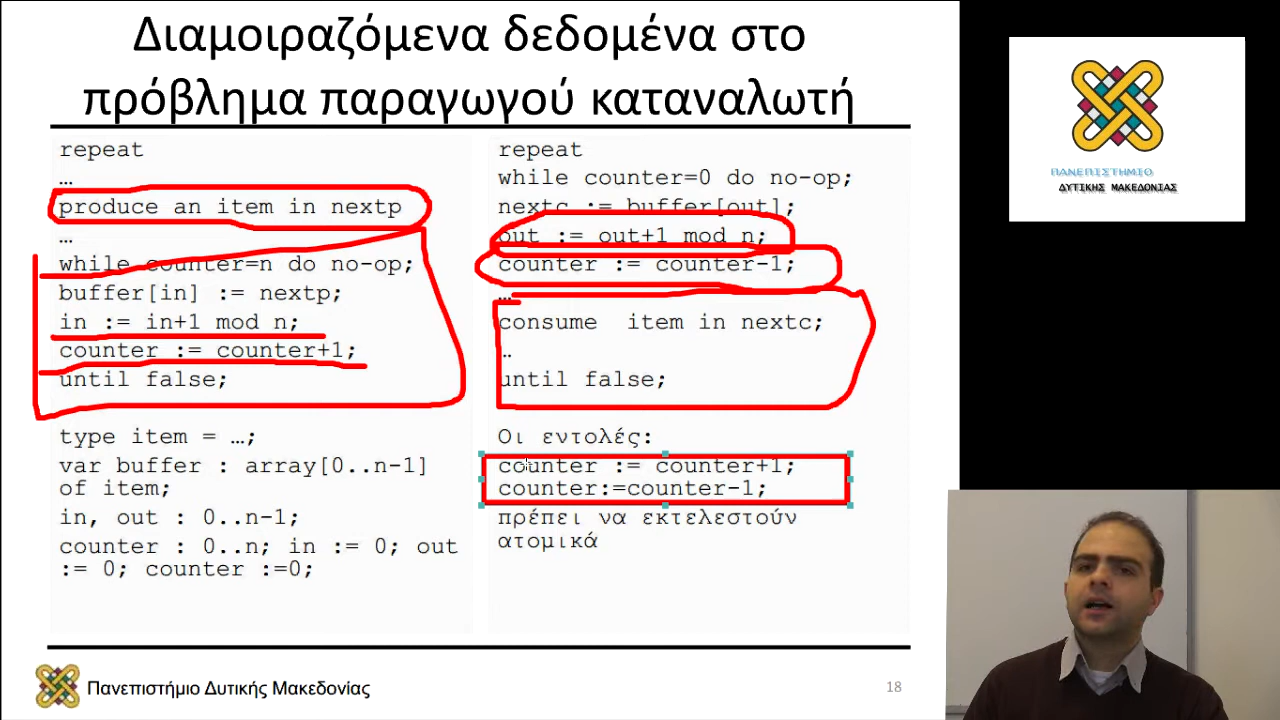 Διαμοιραζόμενα δεδομένα στο
πρόβλημα παραγωγού καταναλωτή
repeat
…
produce an item in nextp
…
while counter=n do no-op;
buffer[in] := nextp;
in := in+1 mod n;
counter := counter+1;
until false;
type item = …;
var buffer : array[0..n-1]
of item;
in, out : 0..n-1;
counter : 0..n; in := 0; out
:= 0; counter :=0;
repeat
while counter=0 do no-op;
nextc := buffer[out];
out := out+1 mod n;
counter := counter-1;
…
consume  item in nextc;
…
until false;
Οι εντολές:
counter := counter+1;
counter:=counter-1;
πρέπει να εκτελεστούν
ατομικά
Πανεπιστήμιο Δυτικής Μακεδονίας
18
ΠΑΝΕΠΙΣΤΗΜΙΟ
ΔΥΤΙΚΗΣ ΜΑΚΕΔΟΝΙΑΣ